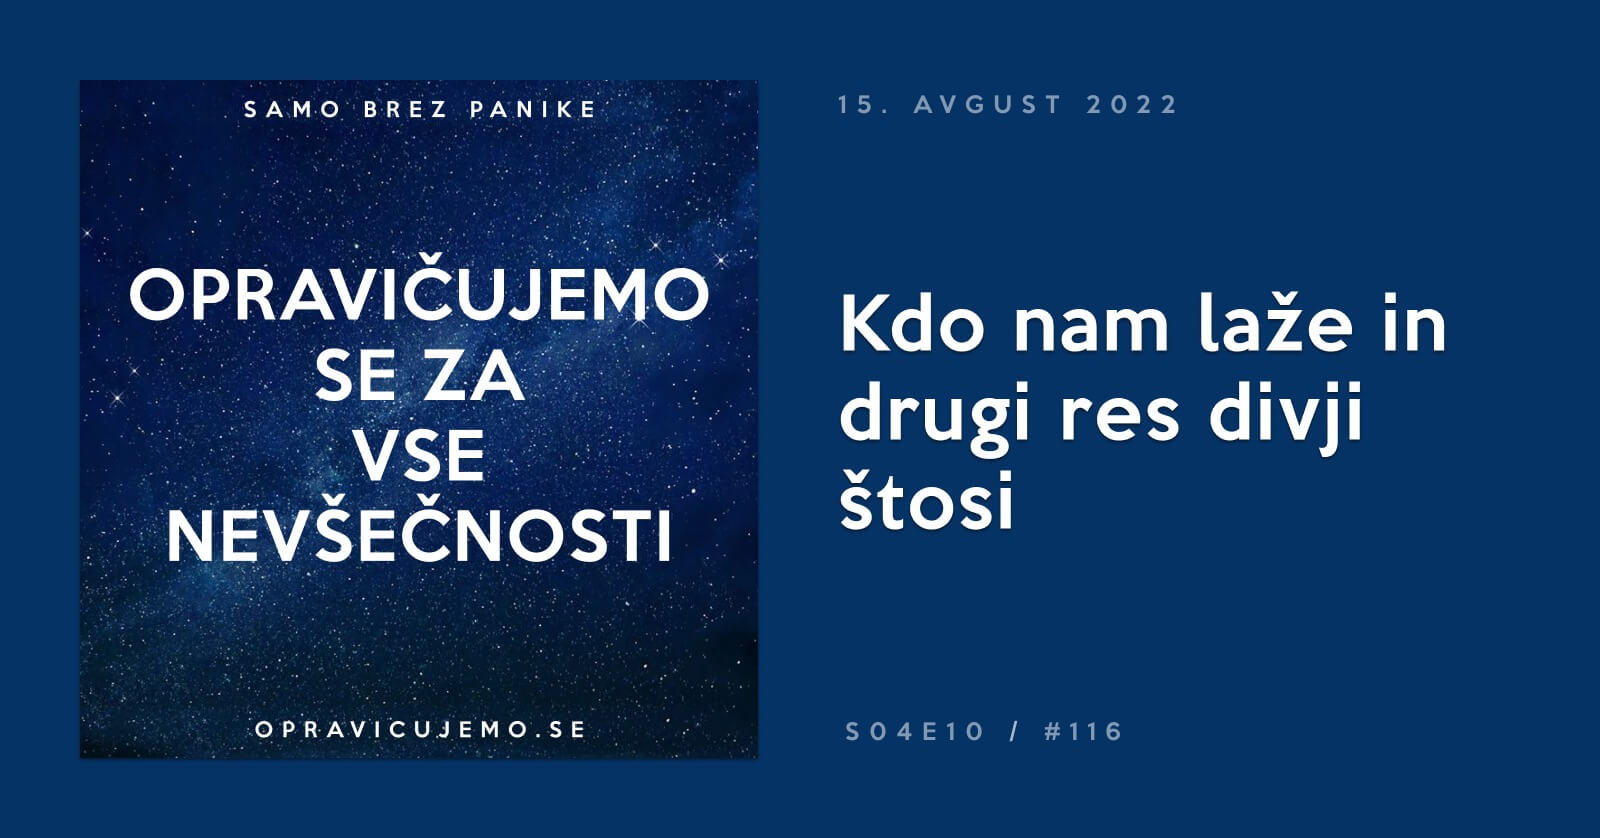 SAMO BREZ PANIKE
OPRAVIČUJEMO
SE ZA
VSE
NEVŠEČNOSTI
OPRAVICUJEMO.SE
15. AVGUST 2022
Kdo nam laže in
drugi res divji
štosi
S04E10 / #116